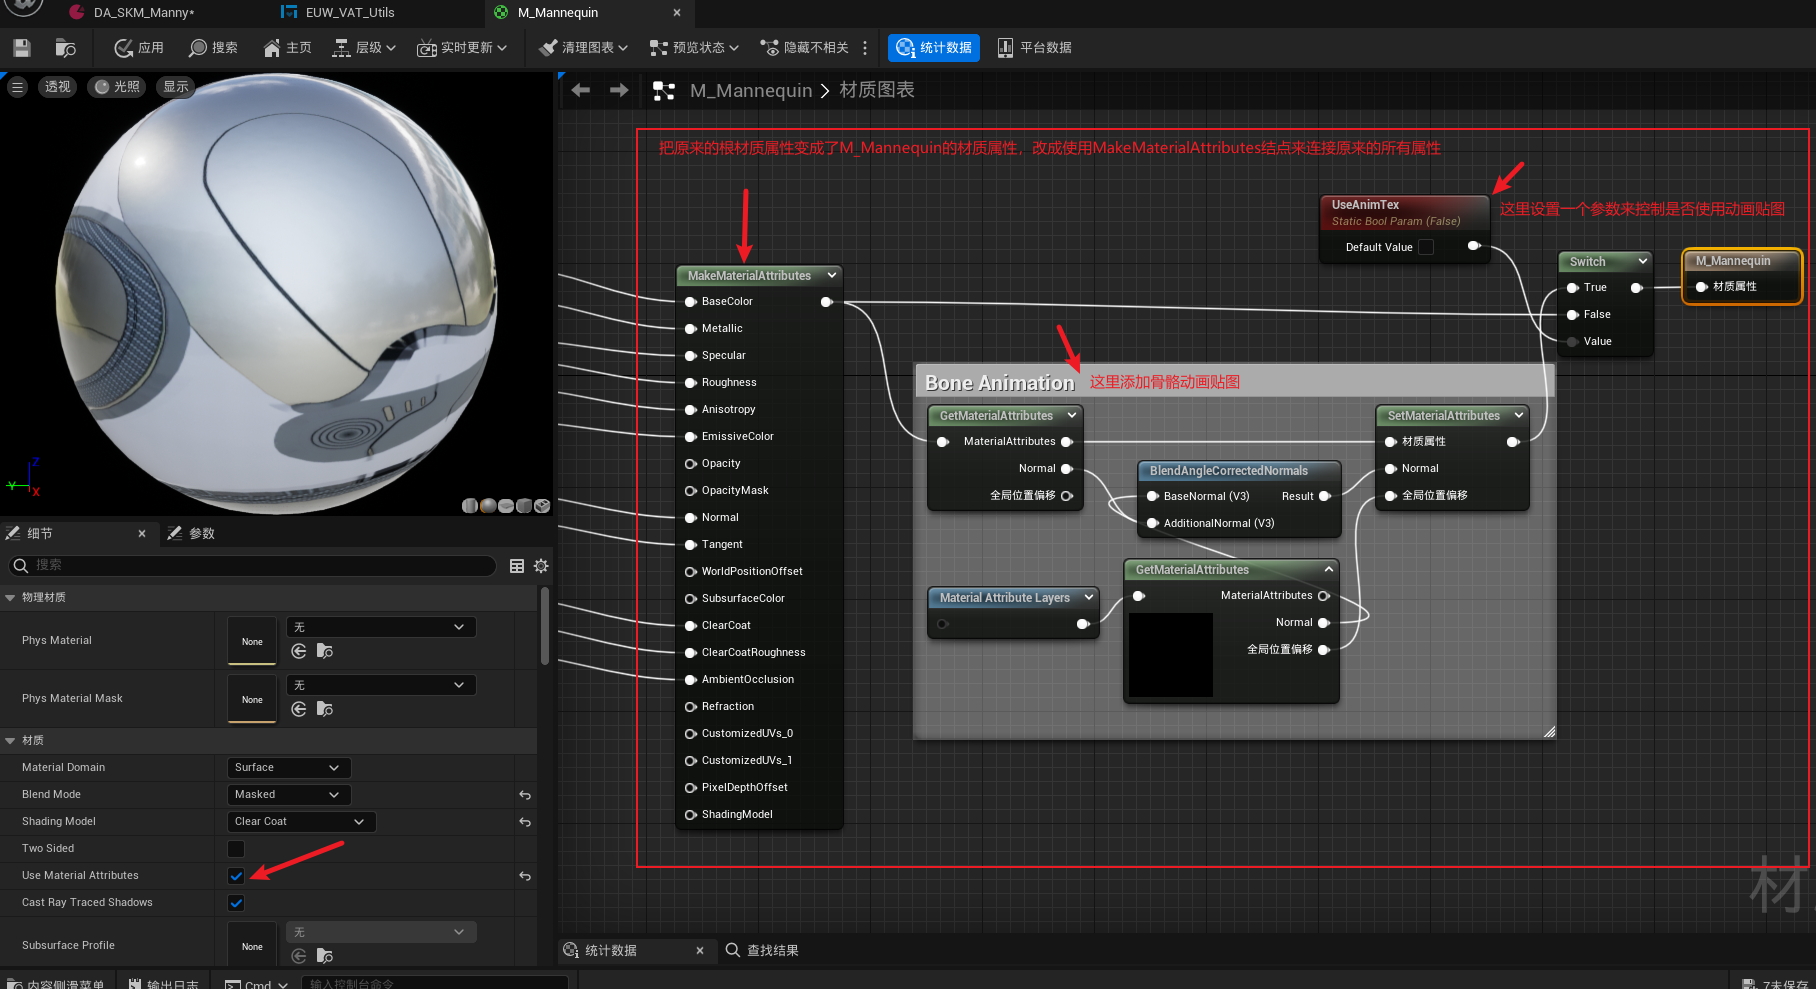 DA_SKM_Manny*
EUW_VAT_Utils
M_Mannequin
应用
搜索
主页
层级
实时更新
清理图表
预览状态
隐藏不相关
统计数据
平台数据
透视
光照
显示
M_Mannequin
材质图表
把原来的根材质属性变成了M_Mannequin的材质属性，改成使用MakeMaterialAttributes结点来连接原来的所有属性
UseAnimTex
Static Bool Param (False)
Default Value
这里设置一个参数来控制是否使用动画贴图
Switch
True
False
Value
M_Mannequin
材质属性
MakeMaterialAttributes
BaseColor
Metallic
Specular
Roughness
Anisotropy
EmissiveColor
Opacity
OpacityMask
Normal
Tangent
WorldPositionOffset
SubsurfaceColor
ClearCoat
ClearCoatRoughness
AmbientOcclusion
Refraction
CustomizedUVs_0
CustomizedUVs_1
PixelDepthOffset
ShadingModel
Bone Animation
这里添加骨骼动画贴图
GetMaterialAttributes
MaterialAttributes
Normal
全局位置偏移
BlendAngleCorrectedNormals
BaseNormal (V3)
Result
AdditionalNormal (V3)
SetMaterialAttributes
材质属性
Normal
全局位置偏移
Material Attribute Layers
GetMaterialAttributes
MaterialAttributes
Normal
全局位置偏移
Z
Y
X
细节
参数
搜索
物理材质
Phys Material
None
无
Phys Material Mask
None
无
材质
Material Domain
Surface
Blend Mode
Masked
Shading Model
Clear Coat
Two Sided
Use Material Attributes
Cast Ray Traced Shadows
Subsurface Profile
None
无
材
统计数据
查找结果
内容侧滑菜单
输出日志
Cmd
输入控制台命令
7未保存